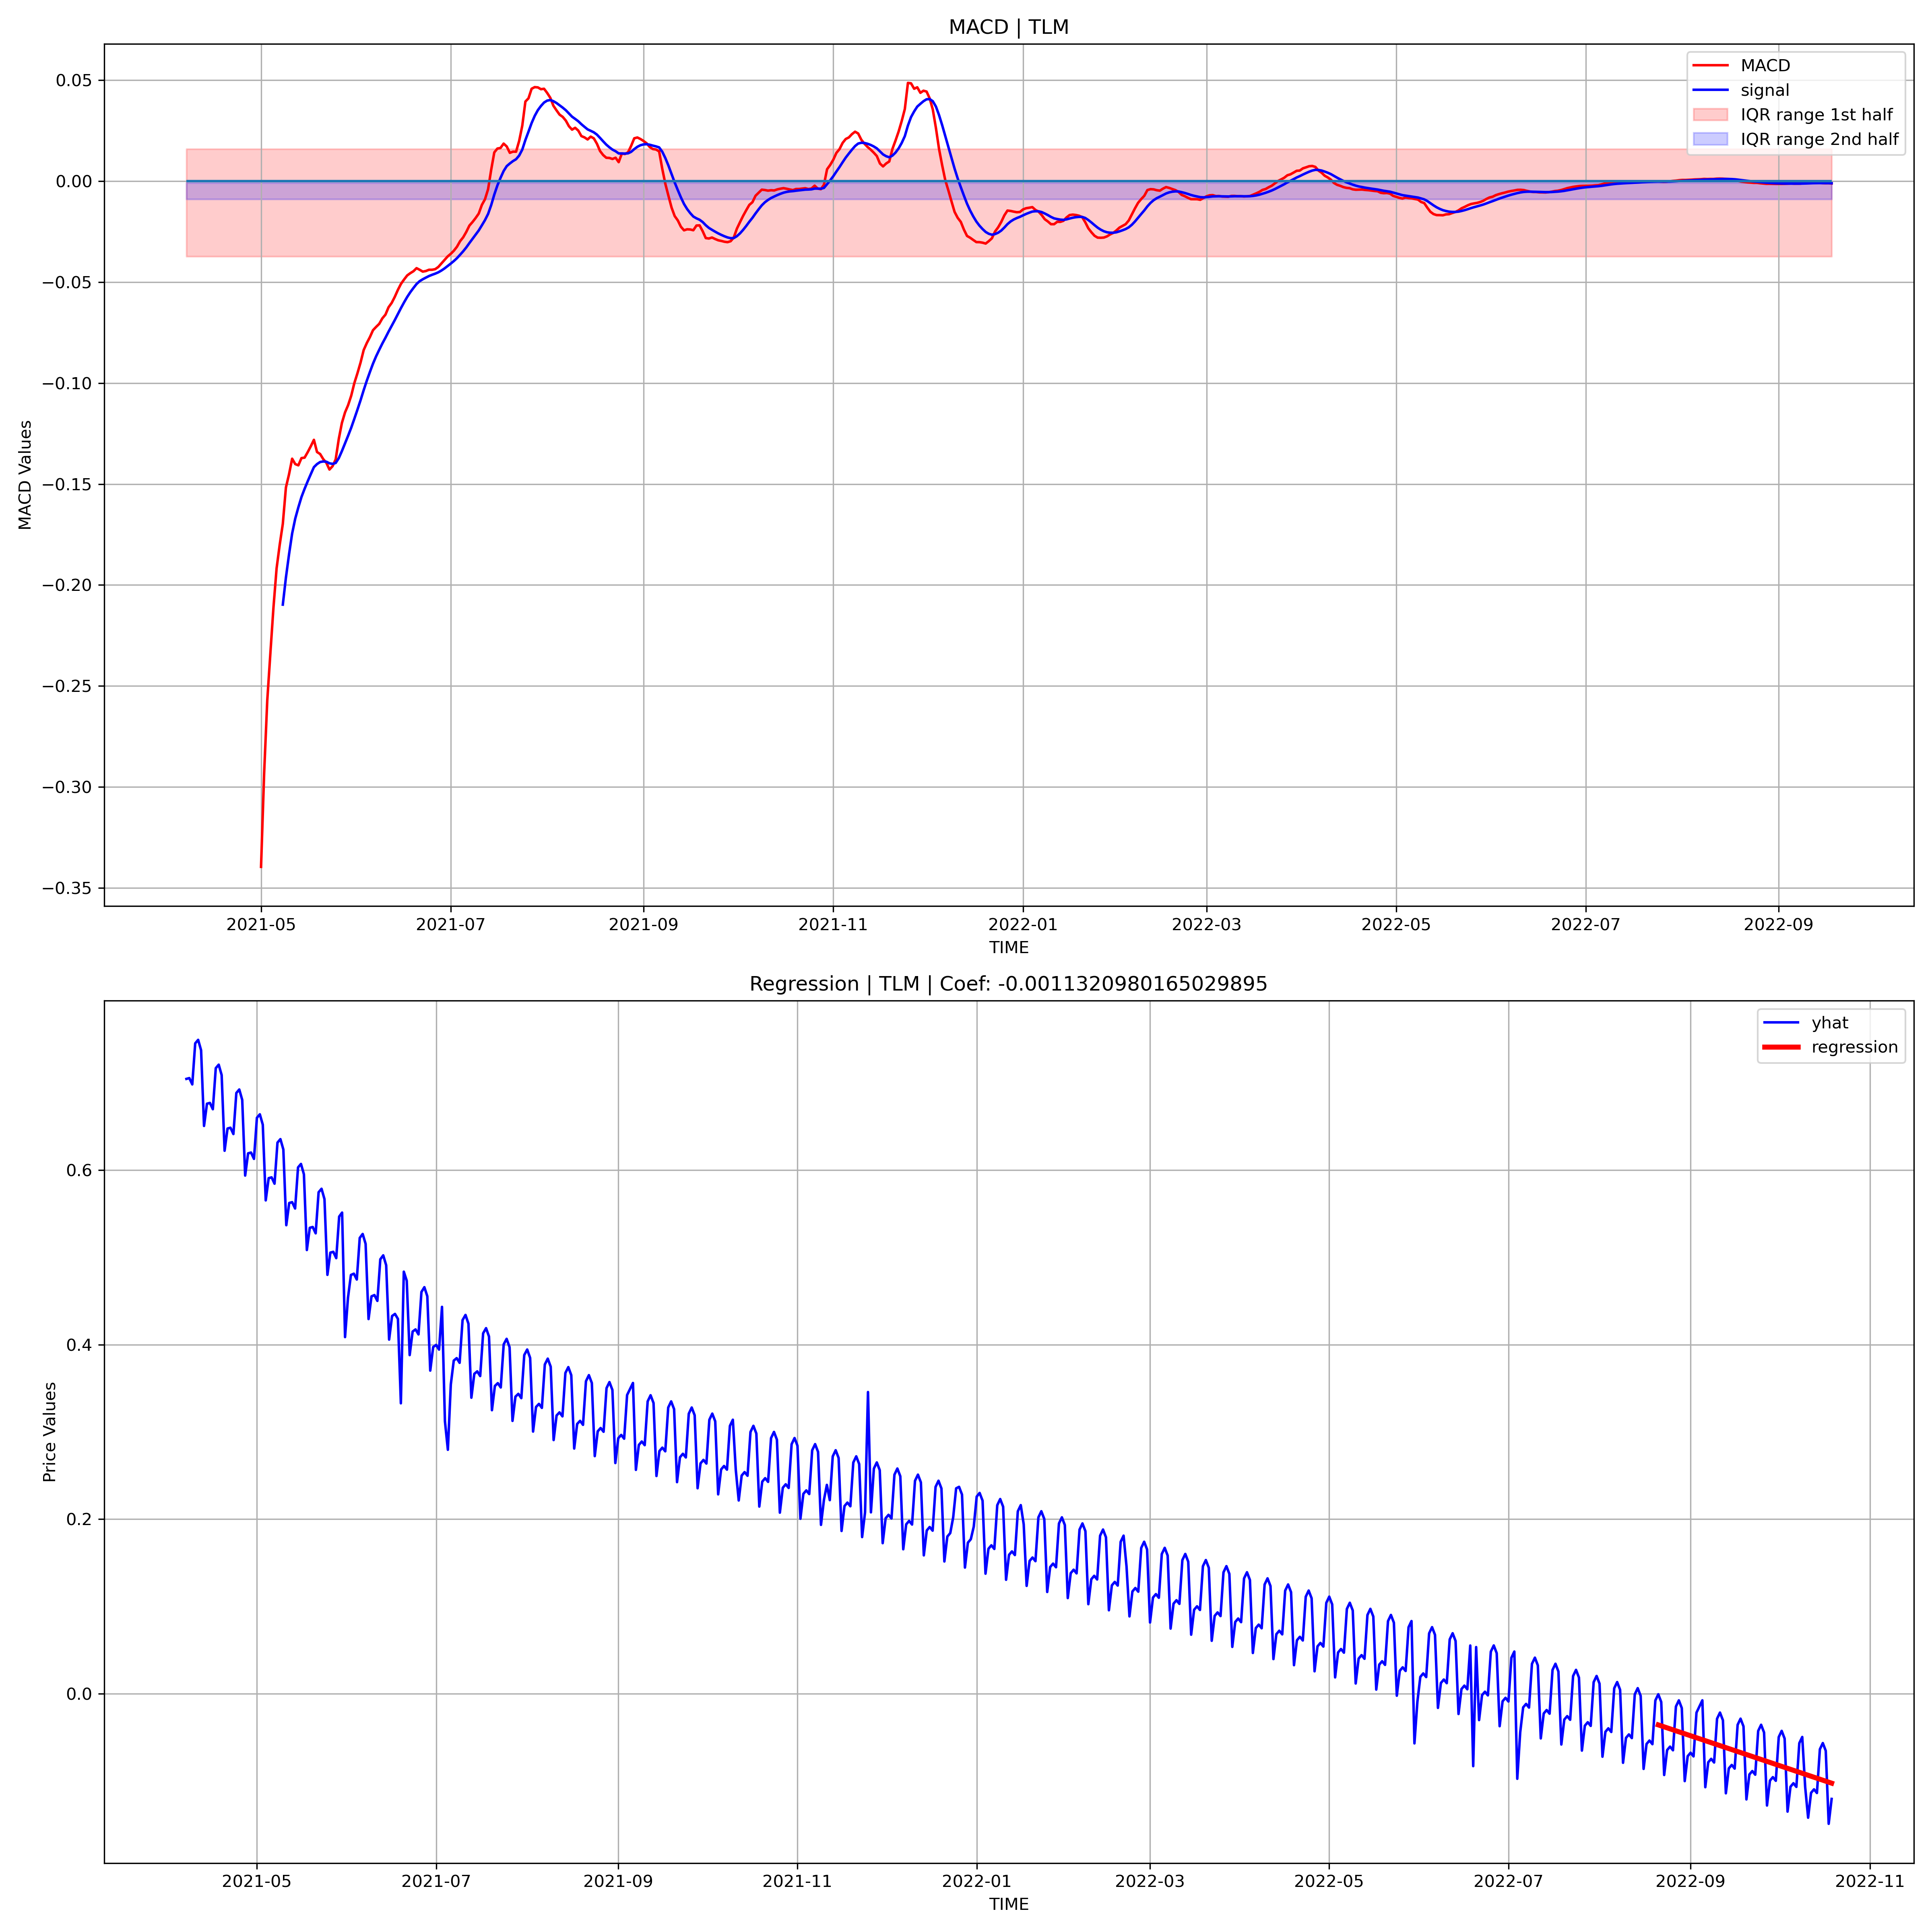 MACD | TLM
MACD
signal
IQR range 1st half
IQR range 2nd half
0.05
0.00
−0.05
−0.10
−0.15
−0.20
−0.25
−0.30
−0.35
MACD Values
2021-05 2021-07 2021-09 2021-11 2022-01 2022-03 2022-05 2022-07 2022-09
TIME
Regression | TLM | Coef: -0.0011320980165029895
yhat
regression
0.6
0.4
0.2
0.0
Price Values
2021-05 2021-07 2021-09 2021-11 2022-01 2022-03 2022-05 2022-07 2022-09 2022-11
TIME